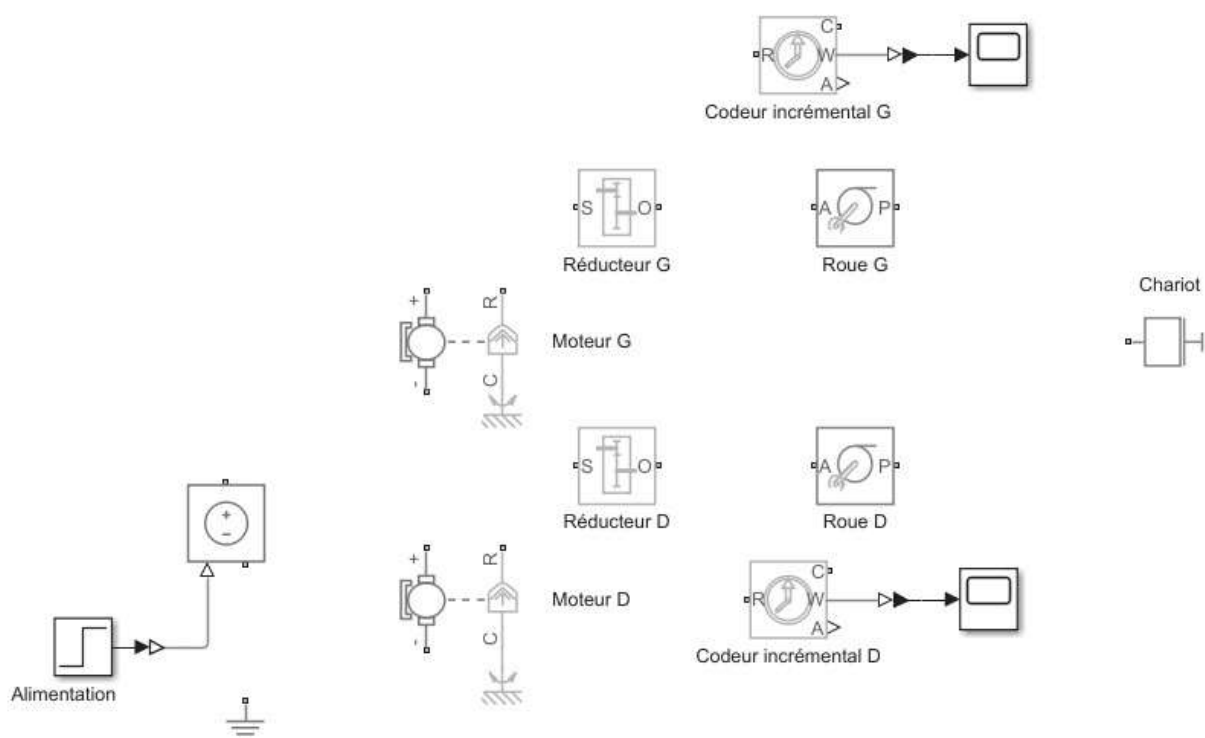 C
R W
A
Codeur incrémental G
S O
A P
Réducteur G
Roue G
Chariot
+ R
Moteur G
- C
S O
A P
Réducteur D
Roue D
+
−
+ R
Moteur D
- C
C
R W
A
Codeur incrémental D
Alimentation